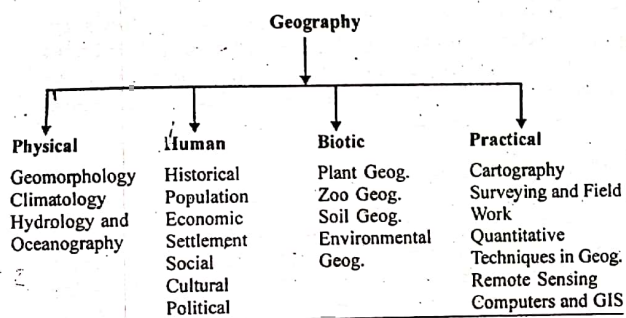 Geography
Physical
Geomorphology
Climatology
Hydrology and
Oceanography
Human
Historical
Population
Economic
Settlement
Social
Cultural
Political
Biotic
Plant Geog.
Zoo Geog.
Soil Geog.
Environmental
Geog.
Practical
Cartography
Surveying and Field
Work
Quantitative
Techniques in Geog.
Remote Sensing
Computers and GIS